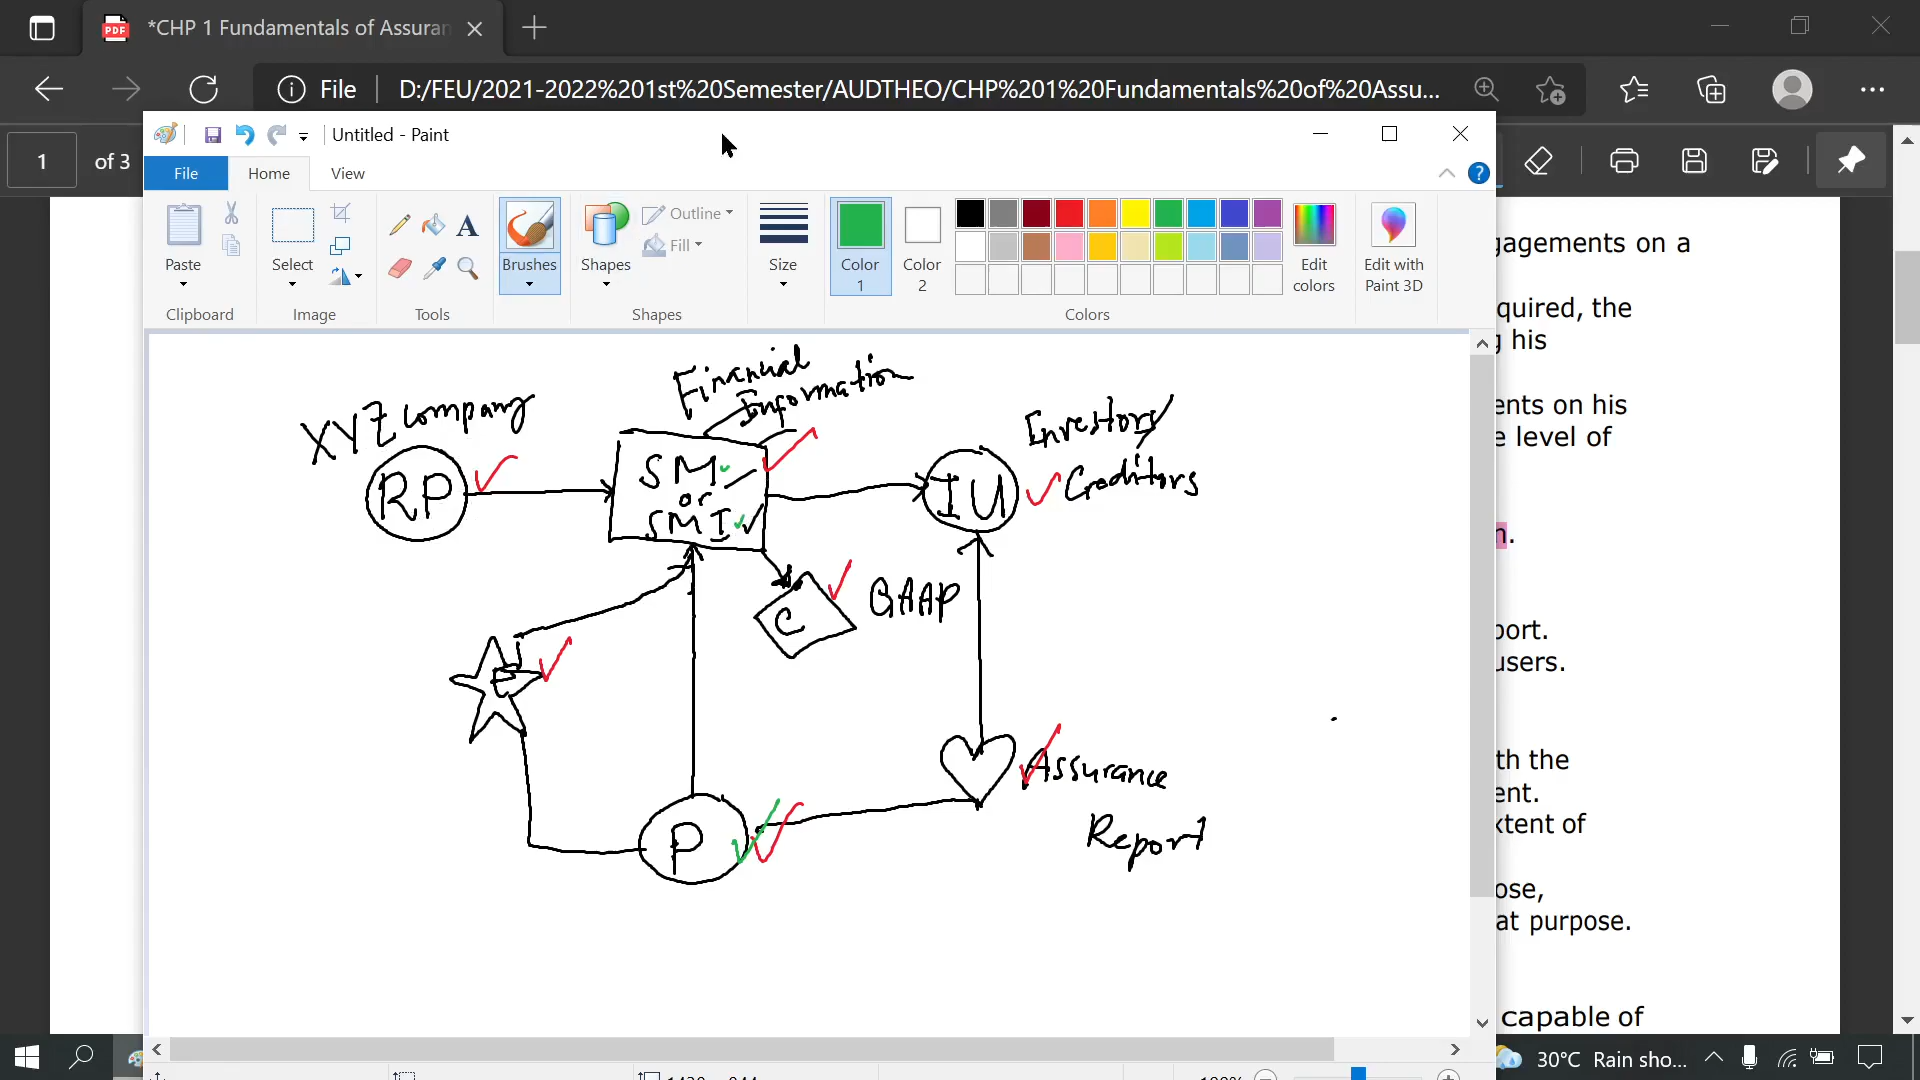 *CHP 1 Fundamentals of Assuran
File
D:/FEU/2021-2022%201st%20Semester/AUDTHEO/CHP%201%20Fundamentals%20of%20Assu...
1 of 3
Untitled - Paint
File Home View
Paste
Select
Brushes
Shapes
Outline
Fill
Size
Color 1
Color 2
Edit colors
Edit with Paint 3D
Clipboard Image Tools Shapes Colors
Financial
Information
XYZ company
Investors/
Creditors
RP
SM
or
SMI
IU
C
GAAP
E
Assurance
Report
P
gagements on a
quired, the
g his
ents on his
e level of
n.
port.
users.
th the
ent.
xtent of
ose,
at purpose.
capable of
30°C Rain sho...